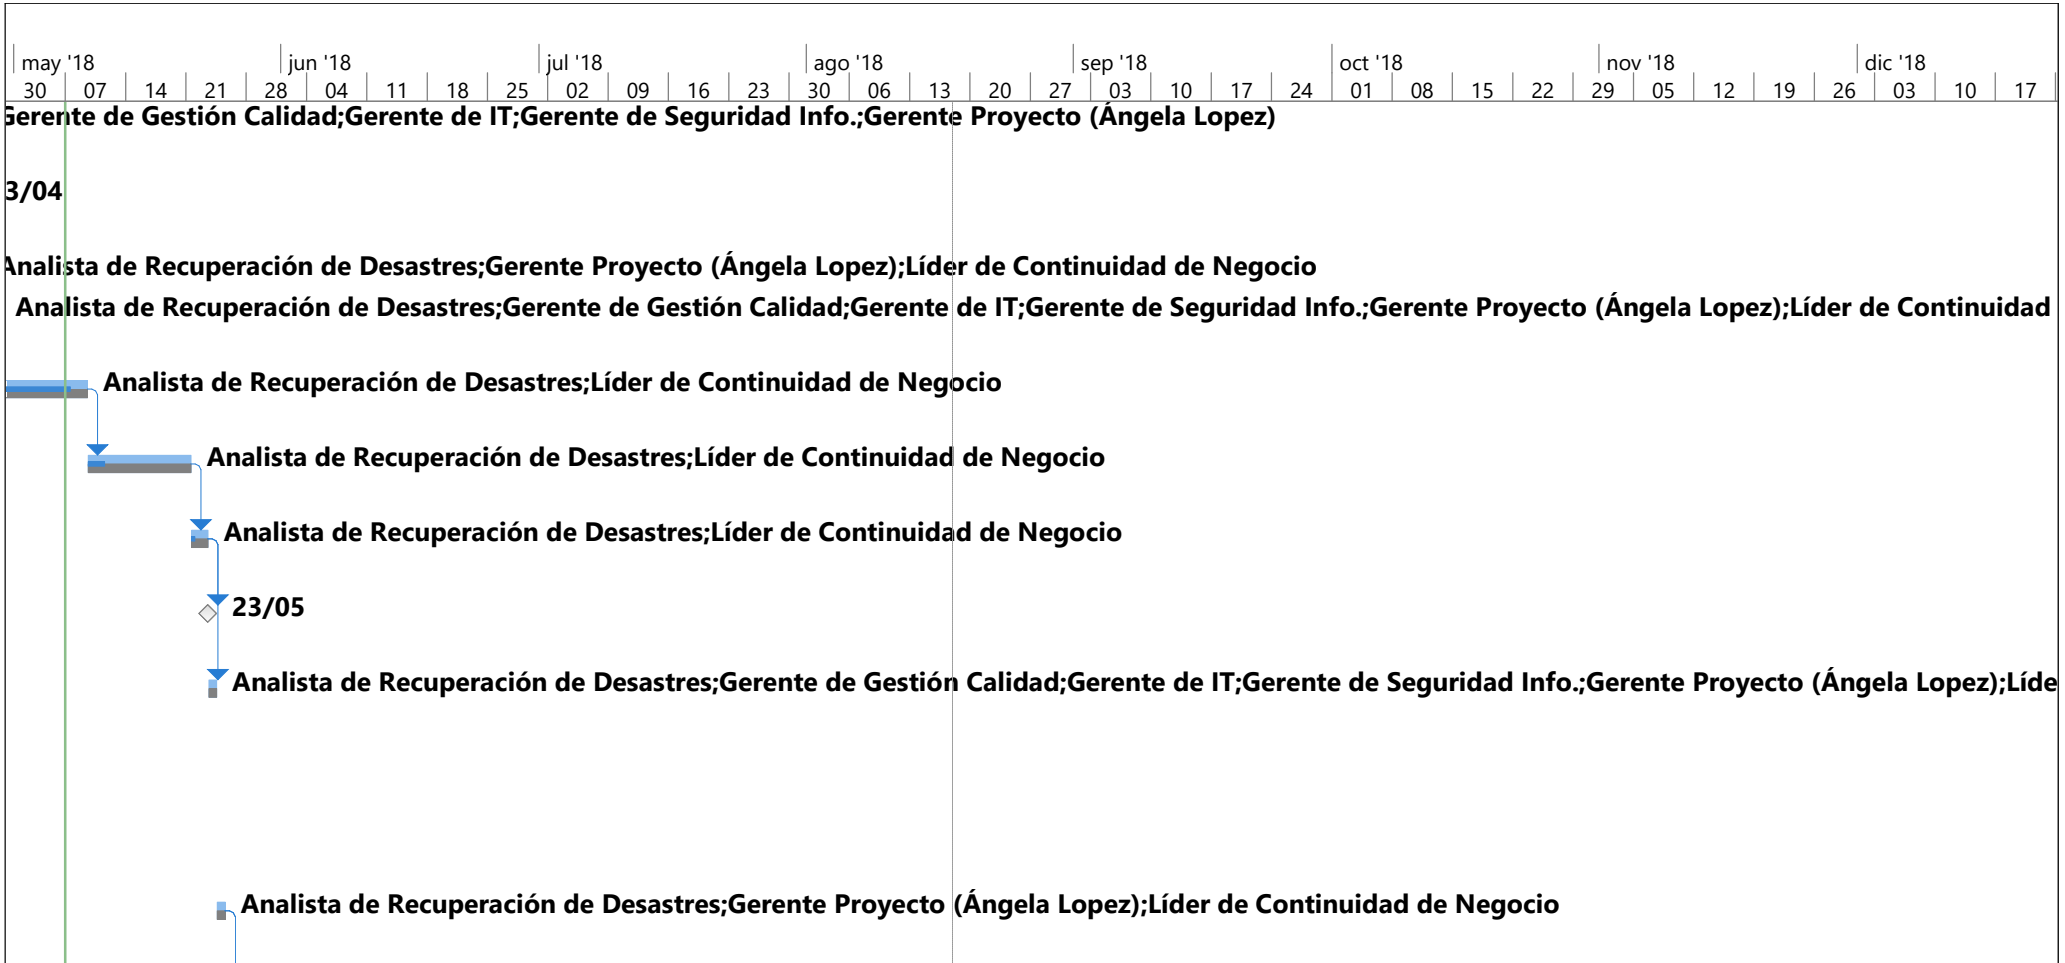 may '18 jun '18 jul '18 ago '18 sep '18 oct '18 nov '18 dic '18
30 07 14 21 28 04 11 18 25 02 09 16 23 30 06 13 20 27 03 10 17 24 01 08 15 22 29 05 12 19 26 03 10 17
Gerente de Gestión Calidad;Gerente de IT;Gerente de Seguridad Info.;Gerente Proyecto (Ángela Lopez)
3/04
Analista de Recuperación de Desastres;Gerente Proyecto (Ángela Lopez);Líder de Continuidad de Negocio
Analista de Recuperación de Desastres;Gerente de Gestión Calidad;Gerente de IT;Gerente de Seguridad Info.;Gerente Proyecto (Ángela Lopez);Líder de Continuidad
Analista de Recuperación de Desastres;Líder de Continuidad de Negocio
Analista de Recuperación de Desastres;Líder de Continuidad de Negocio
Analista de Recuperación de Desastres;Líder de Continuidad de Negocio
23/05
Analista de Recuperación de Desastres;Gerente de Gestión Calidad;Gerente de IT;Gerente de Seguridad Info.;Gerente Proyecto (Ángela Lopez);Líde
Analista de Recuperación de Desastres;Gerente Proyecto (Ángela Lopez);Líder de Continuidad de Negocio